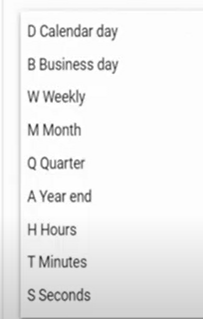 D Calendar day
B Business day
W Weekly
M Month
Q Quarter
A Year end
H Hours
T Minutes
S Seconds